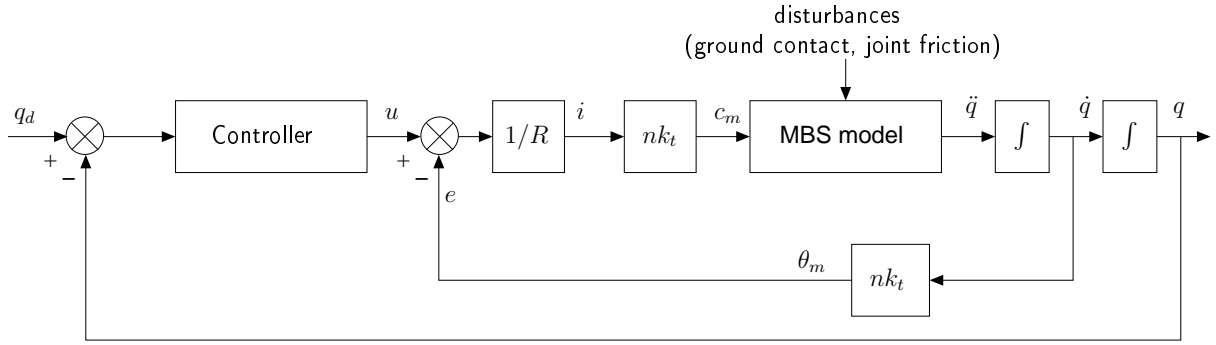 disturbances
(ground contact, joint friction)
q_d
+
−
Controller
u
+
−
e
1/R
i
nk_t
c_m
MBS model
q̈
∫
q̇
∫
q
θ_m
nk_t